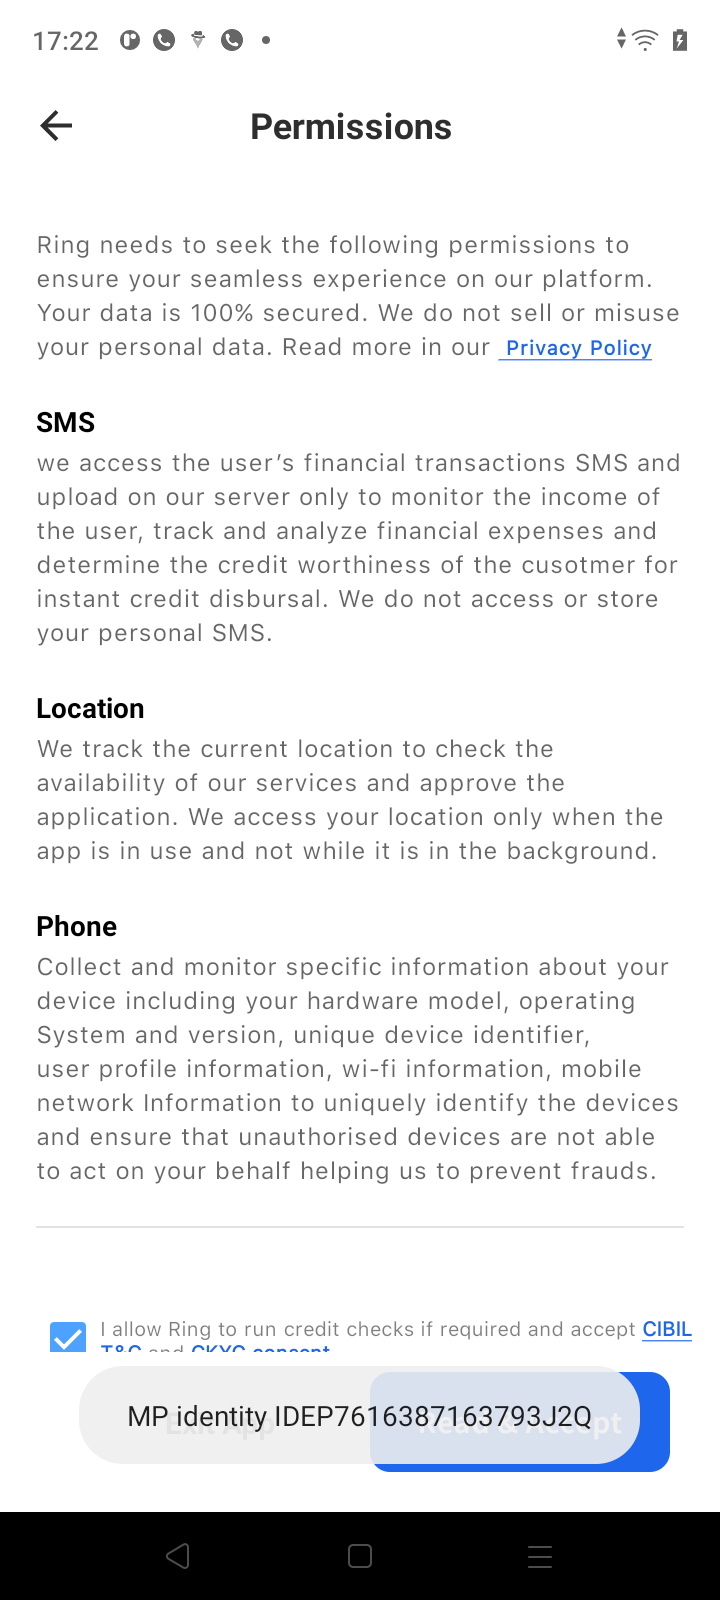 17:22
Permissions
Ring needs to seek the following permissions to
ensure your seamless experience on our platform.
Your data is 100% secured. We do not sell or misuse
your personal data. Read more in our Privacy Policy
SMS
we access the user’s financial transactions SMS and
upload on our server only to monitor the income of
the user, track and analyze financial expenses and
determine the credit worthiness of the cusotmer for
instant credit disbursal. We do not access or store
your personal SMS.
Location
We track the current location to check the
availability of our services and approve the
application. We access your location only when the
app is in use and not while it is in the background.
Phone
Collect and monitor specific information about your
device including your hardware model, operating
System and version, unique device identifier,
user profile information, wi-fi information, mobile
network Information to uniquely identify the devices
and ensure that unauthorised devices are not able
to act on your behalf helping us to prevent frauds.
I allow Ring to run credit checks if required and accept CIBIL
T&C and CKYC consent
Exit App
Read & Accept
MP identity IDEP7616387163793J2Q